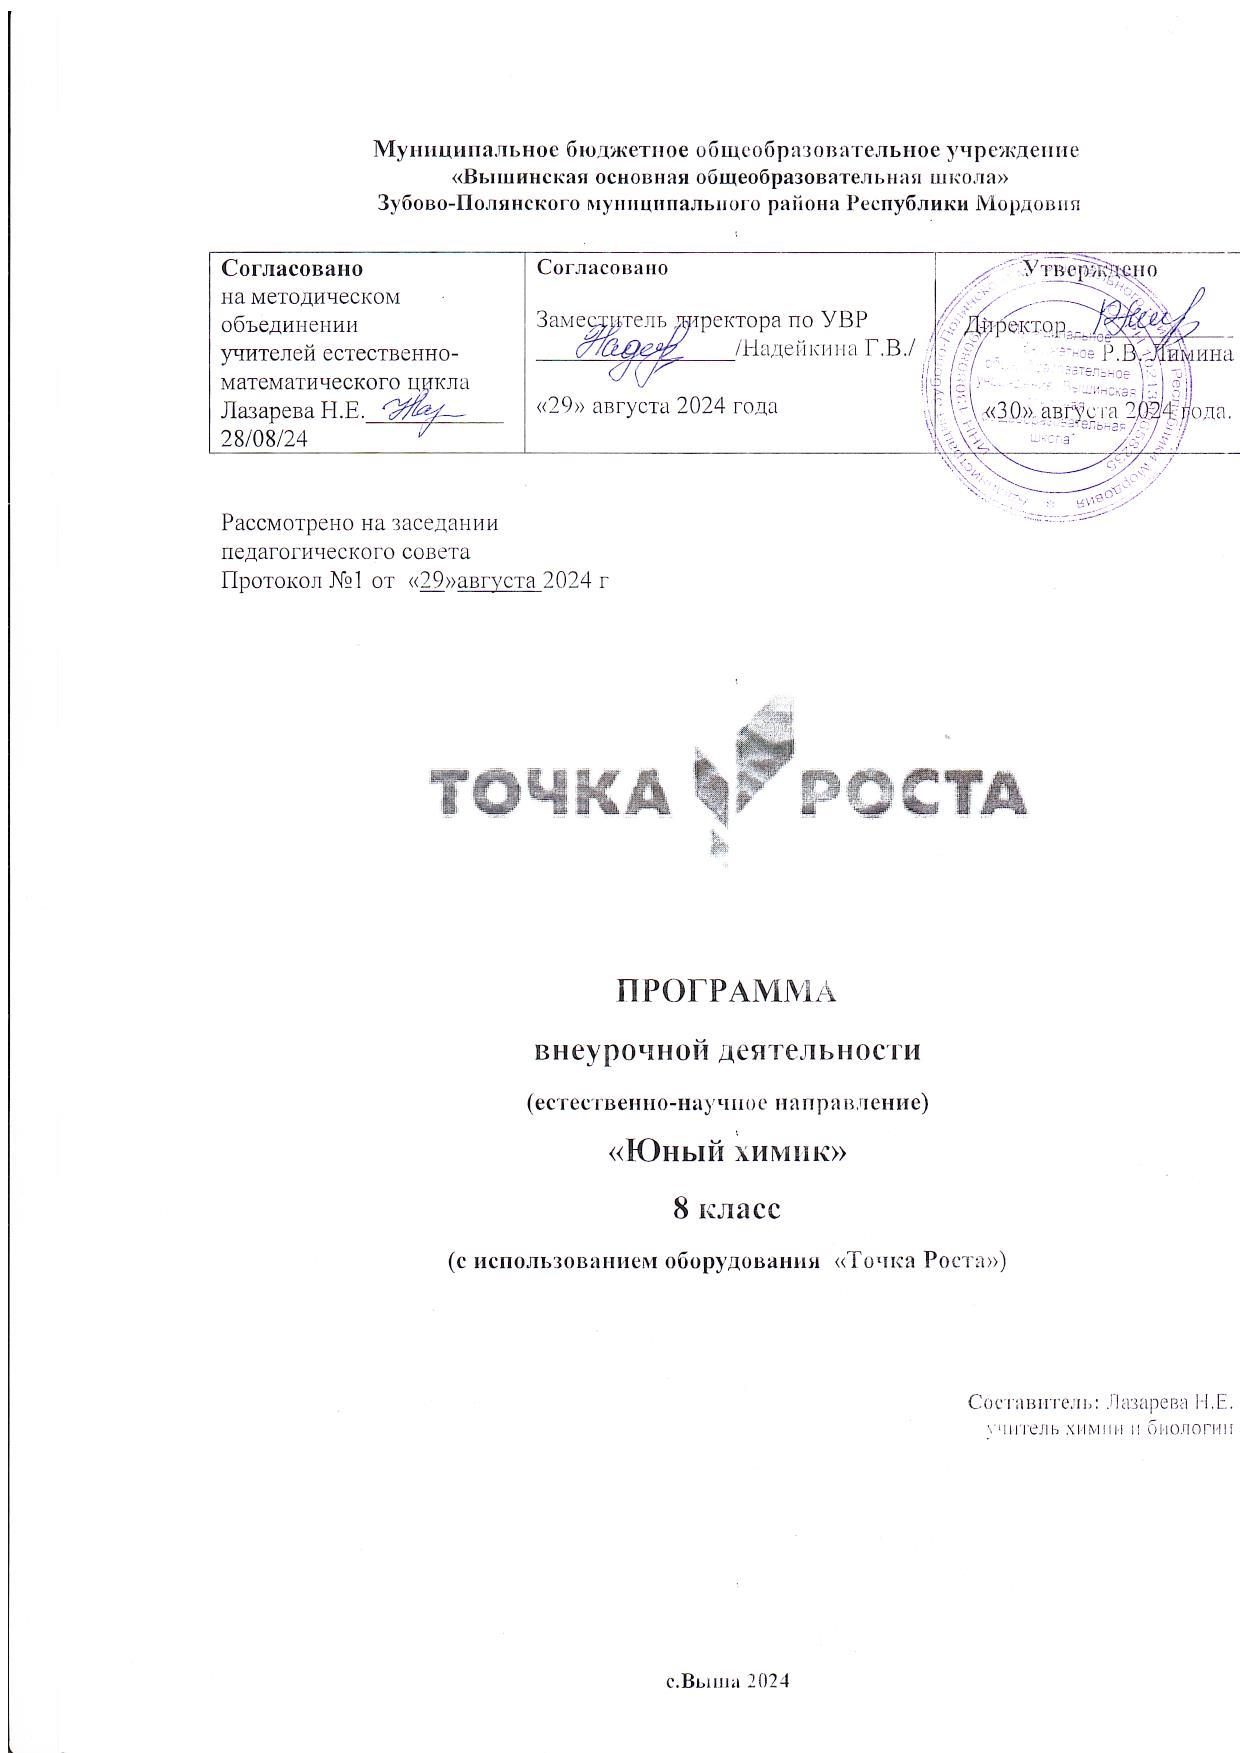 Муниципальное бюджетное общеобразовательное учреждение
«Вышинская основная общеобразовательная школа»
Зубово-Полянского муниципального района Республики Мордовия
Согласовано
на методическом
объединении
учителей естественно-
математического цикла
Лазарева Н.Е.
28/08/24
Согласовано
Заместитель директора по УВР
/Надейкина Г.В./
«29» августа 2024 года
Утверждено
Директор
Р.В. Лимина
«30» августа 2024 года.
Рассмотрено на заседании
педагогического совета
Протокол №1 от «29»августа 2024 г
ТОЧКА РОСТА
ПРОГРАММА
внеурочной деятельности
(естественно-научное направление)
«Юный химик»
8 класс
(с использованием оборудования «Точка Роста»)
Составитель: Лазарева Н.Е.
учитель химии и биологии
с.Выша 2024